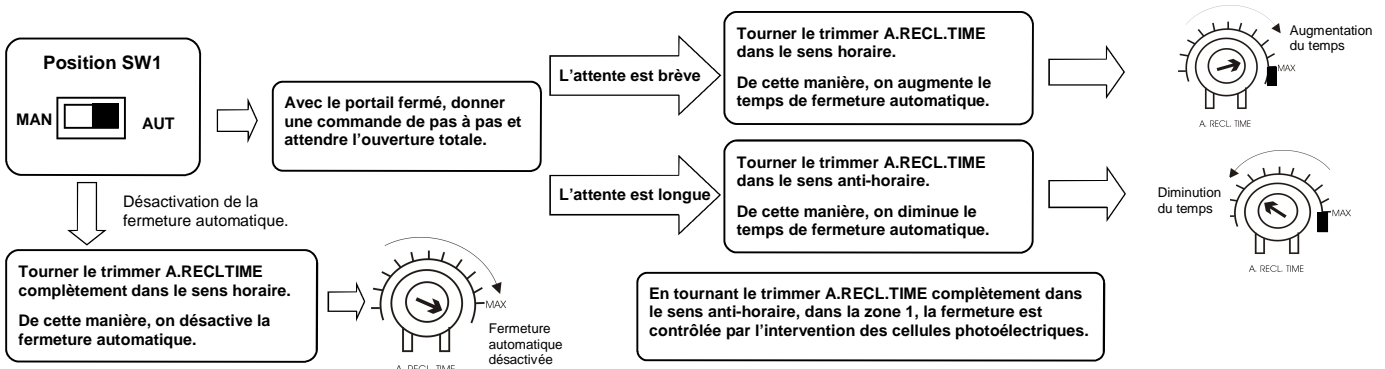 Position SW1
MAN
AUT
Avec le portail fermé, donner
une commande de pas à pas et
attendre l'ouverture totale.
L'attente est brève
Tourner le trimmer A.RECL.TIME
dans le sens horaire.
De cette manière, on augmente le
temps de fermeture automatique.
Augmentation
du temps
MAX
A. RECL. TIME
L'attente est longue
Tourner le trimmer A.RECL.TIME
dans le sens anti-horaire.
De cette manière, on diminue le
temps de fermeture automatique.
Diminution
du temps
MAX
A. RECL. TIME
Désactivation de la
fermeture automatique.
Tourner le trimmer A.RECLTIME
complètement dans le sens horaire.
De cette manière, on désactive la
fermeture automatique.
MAX
Fermeture
automatique
désactivée
A. RECL. TIME
En tournant le trimmer A.RECL.TIME complètement dans
le sens anti-horaire, dans la zone 1, la fermeture est
contrôlée par l'intervention des cellules photoélectriques.